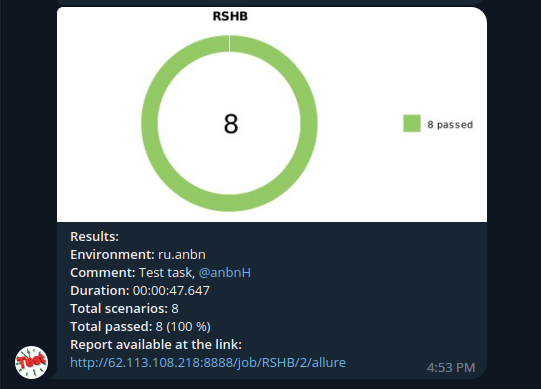 RSHB
8
8 passed
Results:
Environment: ru.anbn
Comment: Test task, @anbnH
Duration: 00:00:47.647
Total scenarios: 8
Total passed: 8 (100 %)
Report available at the link:
http://62.113.108.218:8888/job/RSHB/2/allure
Test
4:53 PM